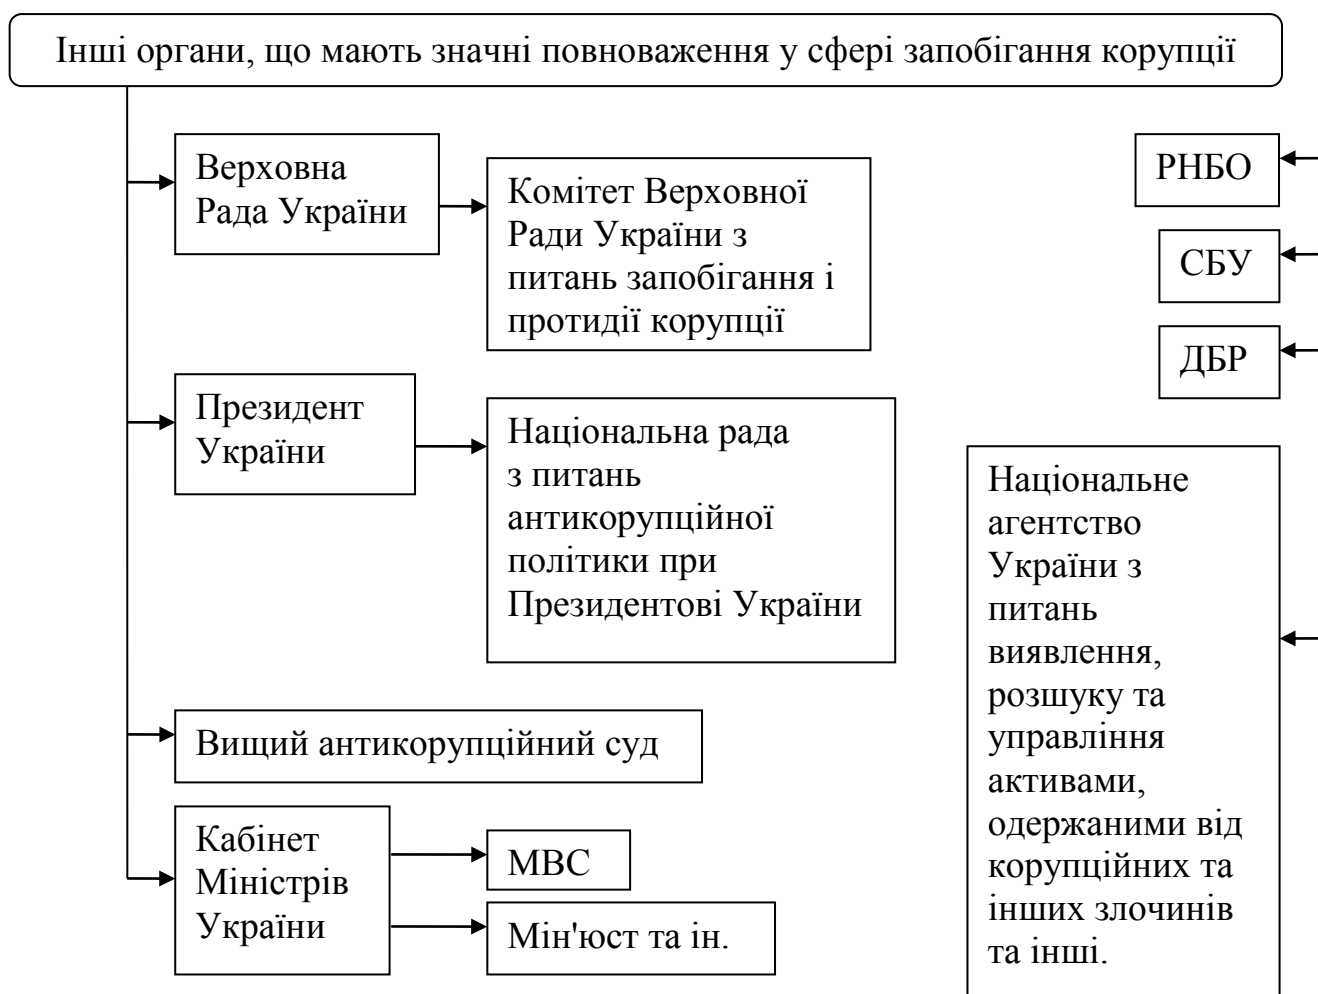 Інші органи, що мають значні повноваження у сфері запобігання корупції
Верховна
Рада України
Комітет Верховної
Ради України з
питань запобігання і
протидії корупції
РНБО
СБУ
ДБР
Президент
України
Національна рада
з питань
антикорупційної
політики при
Президентові України
Національне
агентство
України з
питань
виявлення,
розшуку та
управління
активами,
одержаними від
корупційних та
інших злочинів
та інші.
Вищий антикорупційний суд
Кабінет
Міністрів
України
МВС
Мін'юст та ін.